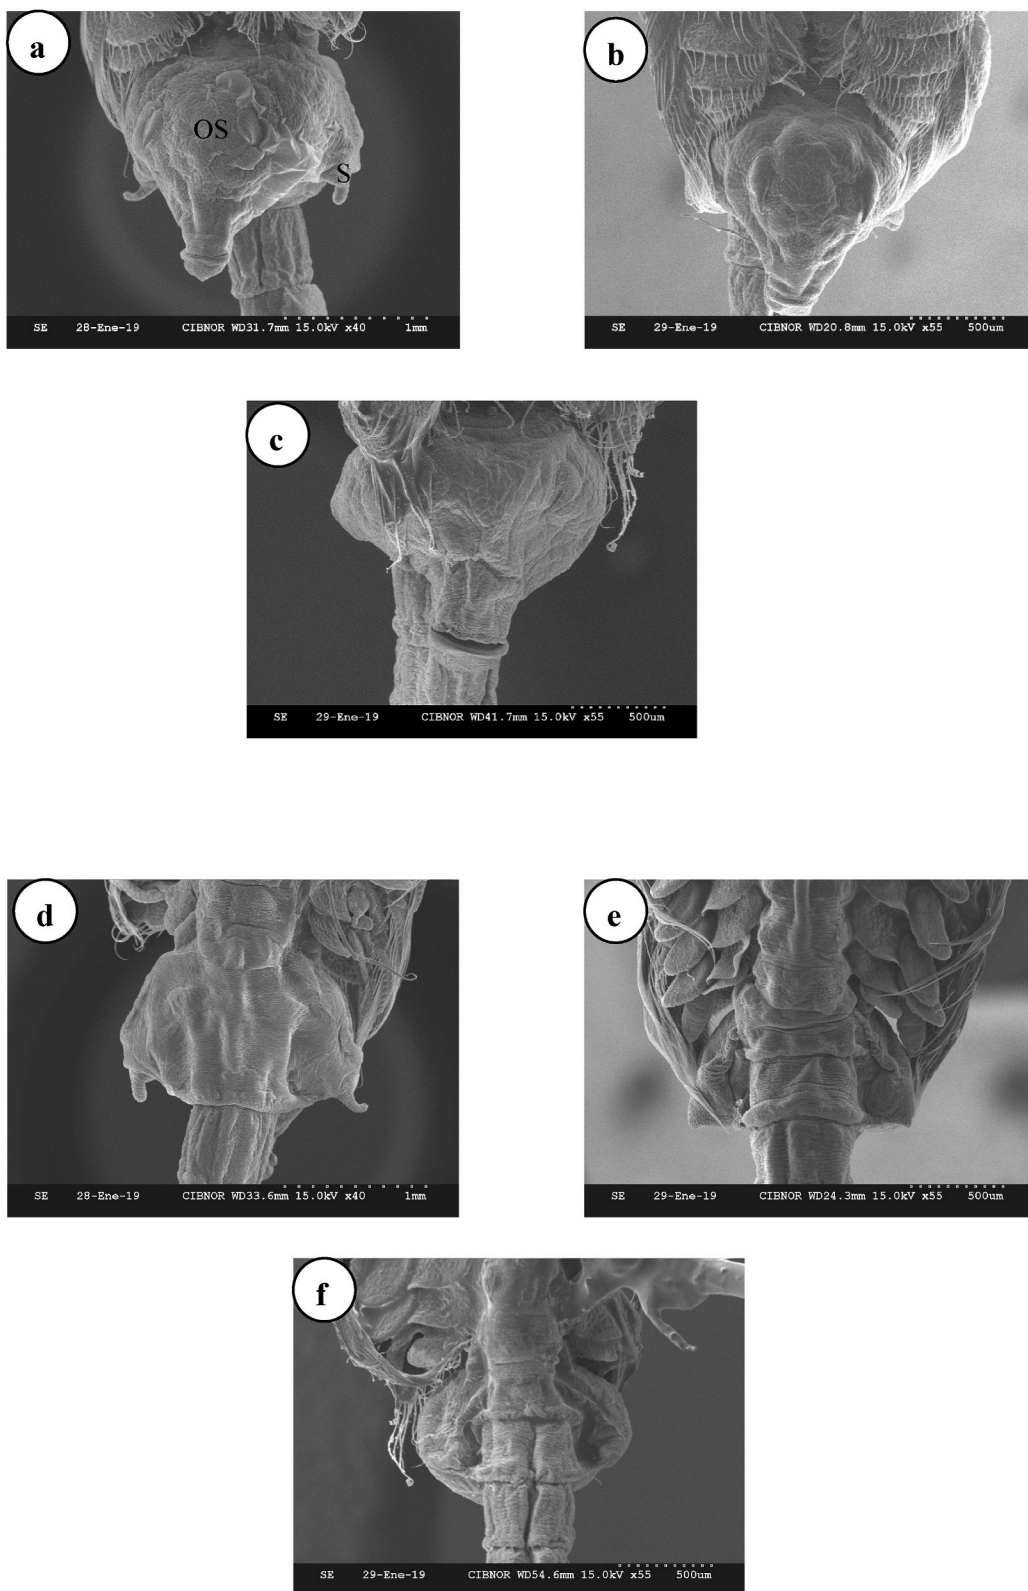 a
OS
S
SE 28-Ene-19 CIBNOR WD31.7mm 15.0kV x40 1mm
b
SE 29-Ene-19 CIBNOR WD20.8mm 15.0kV x55 500um
c
SE 29-Ene-19 CIBNOR WD41.7mm 15.0kV x55 500um
d
SE 28-Ene-19 CIBNOR WD33.6mm 15.0kV x40 1mm
e
SE 29-Ene-19 CIBNOR WD24.3mm 15.0kV x55 500um
f
SE 29-Ene-19 CIBNOR WD54.6mm 15.0kV x55 500um